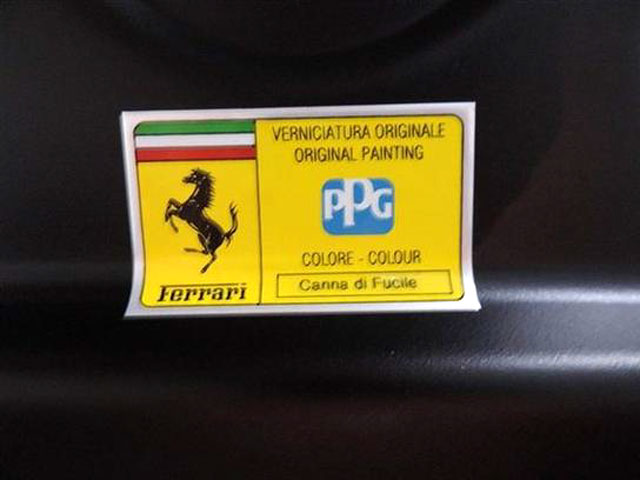 VERNICIATURA ORIGINALE
ORIGINAL PAINTING
PPG
COLORE - COLOUR
Canna di Fucile
Ferrari